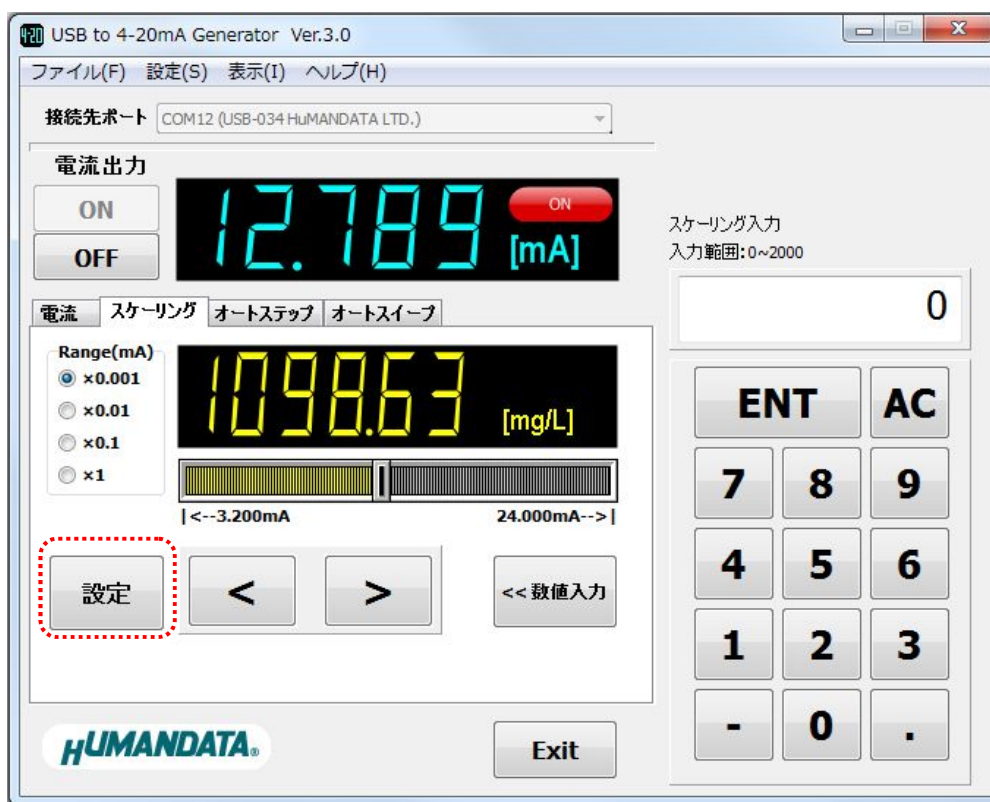 420 USB to 4-20mA Generator Ver.3.0
ファイル(F) 設定(S) 表示(I) ヘルプ(H)
接続先ポート COM12 (USB-034 HuMANDATA LTD.)
電流出力
ON
OFF
12.789 ON [mA]
スケーリング入力
入力範囲:0~2000
0
電流 スケーリング オートステップ オートスイープ
Range(mA)
×0.001
×0.01
×0.1
×1
1098.63 [mg/L]
|<--3.200mA 24.000mA-->|
設定 < > <<数値入力
ENT AC
7 8 9
4 5 6
1 2 3
- 0 .
HUMANDATA®
Exit